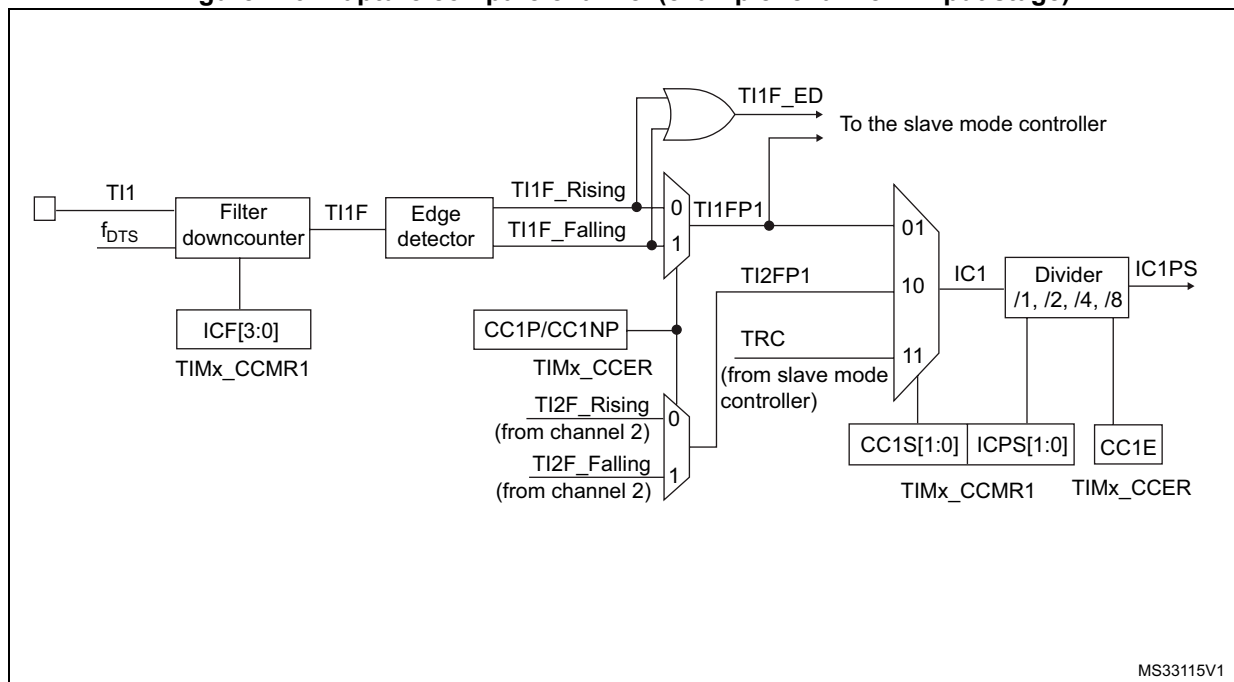 TI1F_ED
To the slave mode controller
TI1
f_DTS
Filter
downcounter
TI1F
Edge
detector
TI1F_Rising
TI1F_Falling
0
1
TI1FP1
01
TI2FP1
10
IC1
Divider
/1, /2, /4, /8
IC1PS
ICF[3:0]
TIMx_CCMR1
CC1P/CC1NP
TIMx_CCER
TRC
11
(from slave mode
controller)
TI2F_Rising
(from channel 2)
0
TI2F_Falling
(from channel 2)
1
CC1S[1:0]
ICPS[1:0]
CC1E
TIMx_CCMR1
TIMx_CCER
MS33115V1